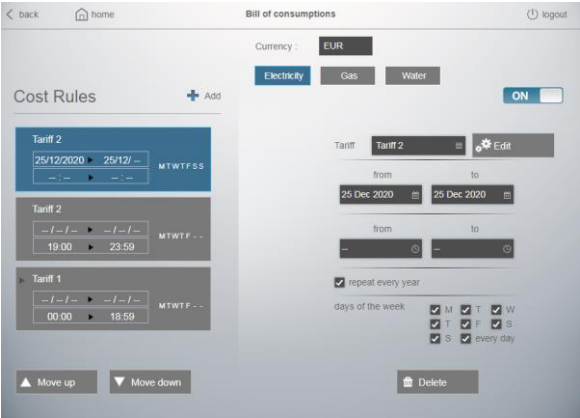 back
home
Bill of consumptions
logout
Currency :
EUR
Electricity
Gas
Water
Cost Rules
Add
ON
Tariff 2
25/12/2020
25/12/ --
-- : --
-- : --
MTWTFSS
Tariff 2
-- / -- / --
-- / -- / --
19:00
23:59
MTWTF - -
Tariff 1
-- / -- / --
-- / -- / --
00:00
18:59
MTWTF - -
Move up
Move down
Tariff
Tariff 2
Edit
from
to
25 Dec 2020
25 Dec 2020
from
to
--
--
repeat every year
days of the week
M
T
W
T
F
S
S
every day
Delete